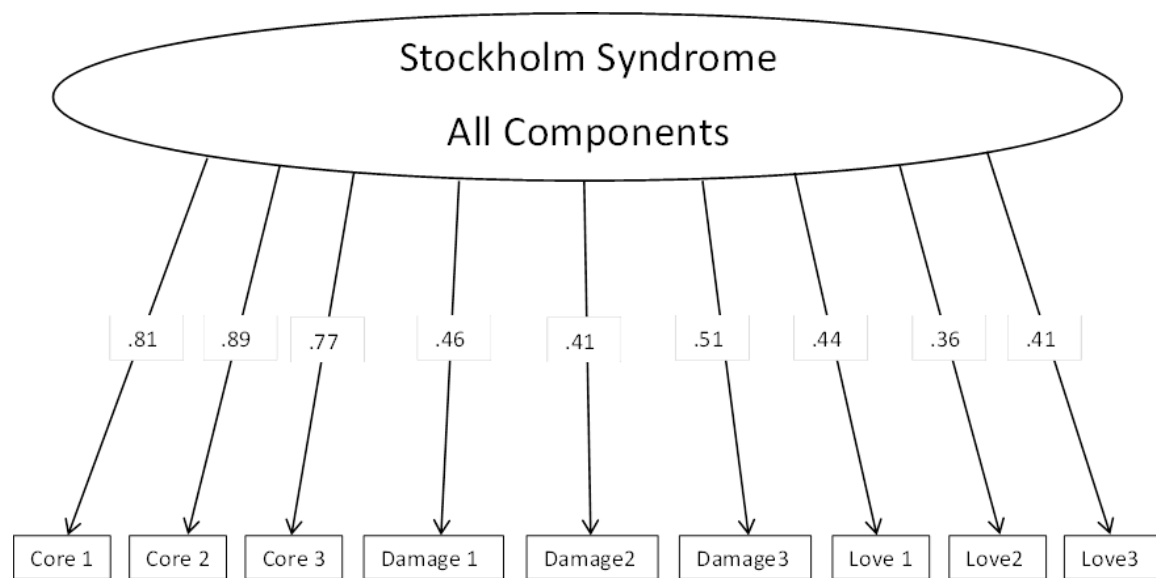 Stockholm Syndrome
All Components
.81 .89 .77 .46 .41 .51 .44 .36 .41
Core 1 Core 2 Core 3 Damage 1 Damage2 Damage3 Love 1 Love2 Love3